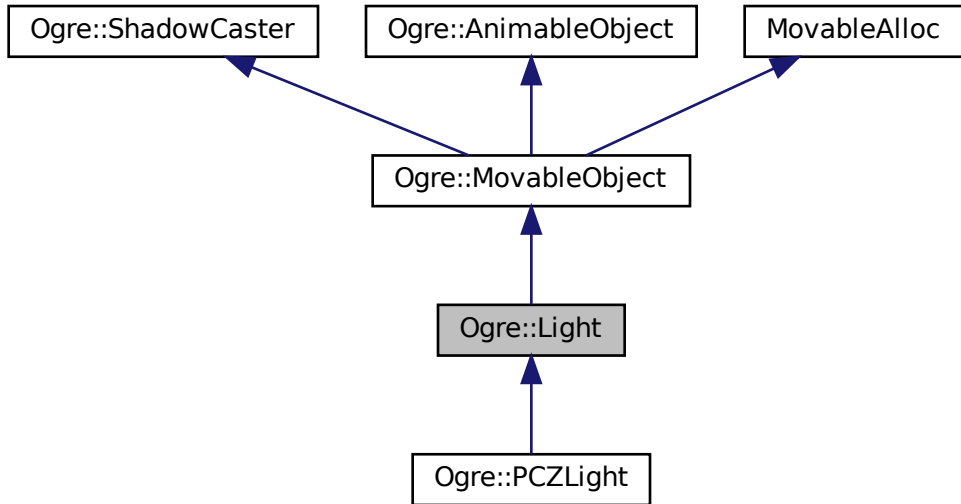 Ogre::ShadowCaster
Ogre::AnimableObject
MovableAlloc
Ogre::MovableObject
Ogre::Light
Ogre::PCZLight